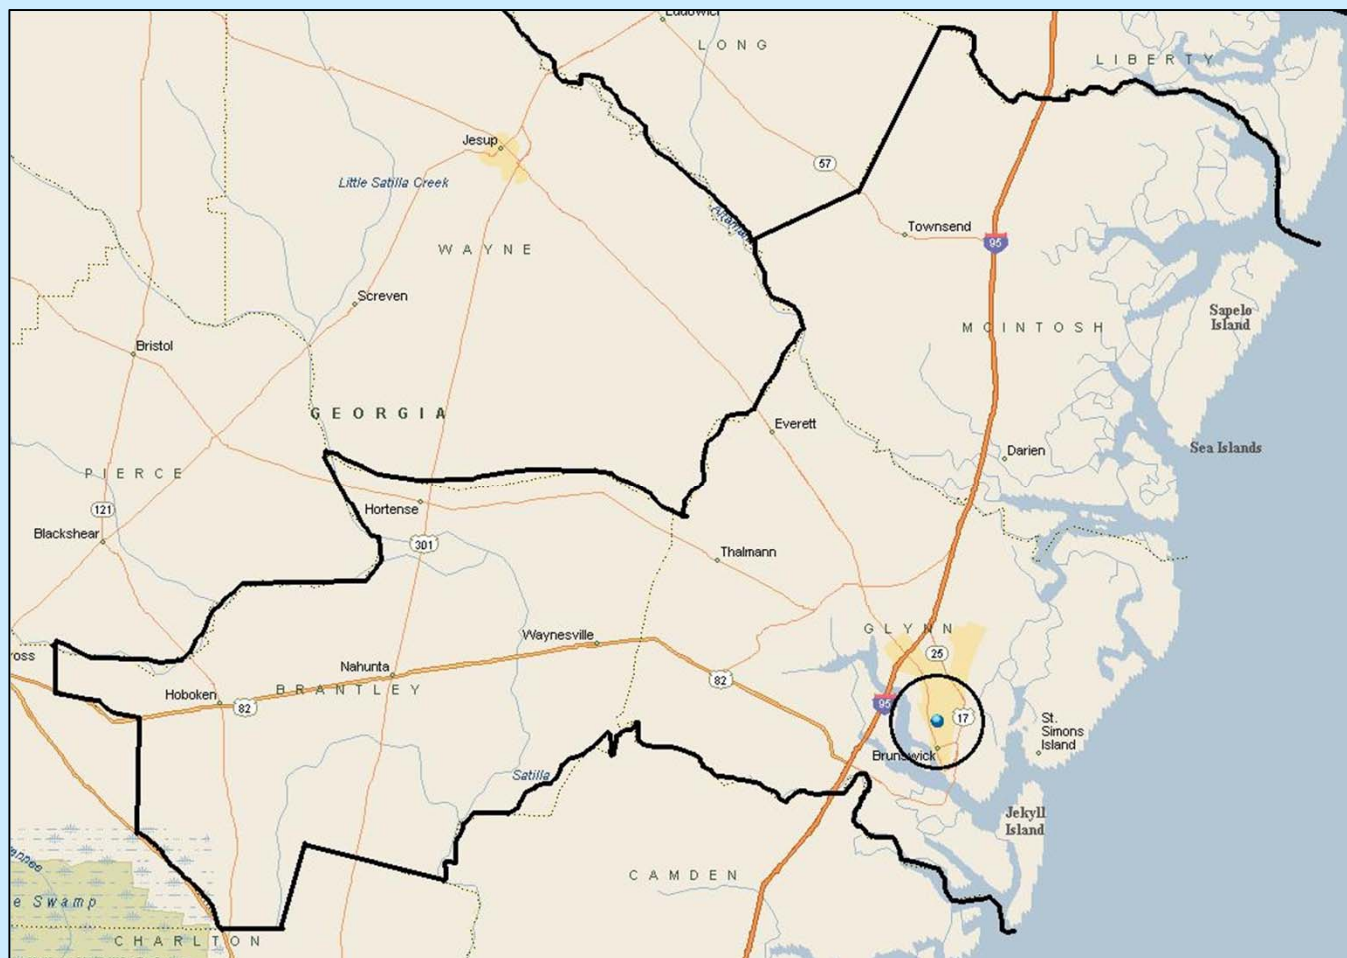 LONG
LIBERTY
Jesup
57
Little Satilla Creek
Townsend
95
WAYNE
Screven
Sapelo
Island
MCINTOSH
Bristol
GEORGIA
Everett
Darien
Sea Islands
PIERCE
121
Hortense
Blackshear
301
Thalmann
GLYNN
Waynesville
25
oss
Nahunta
82
Hoboken
BRANTLEY
82
95
17
St.
Simons
Island
Brunswick
Satilla
Jekyll
Island
CAMDEN
e Swamp
CHARLTON